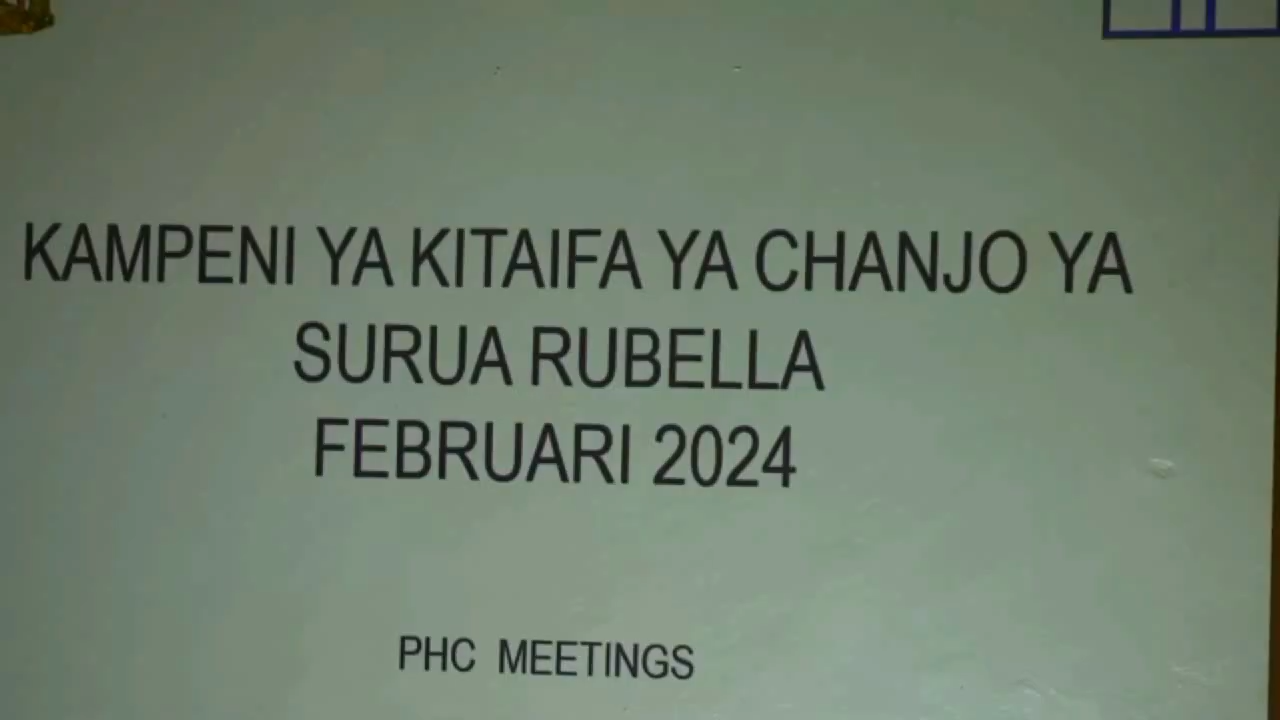 KAMPENI YA KITAIFA YA CHANJO YA
SURUA RUBELLA
FEBRUARI 2024
PHC MEETINGS